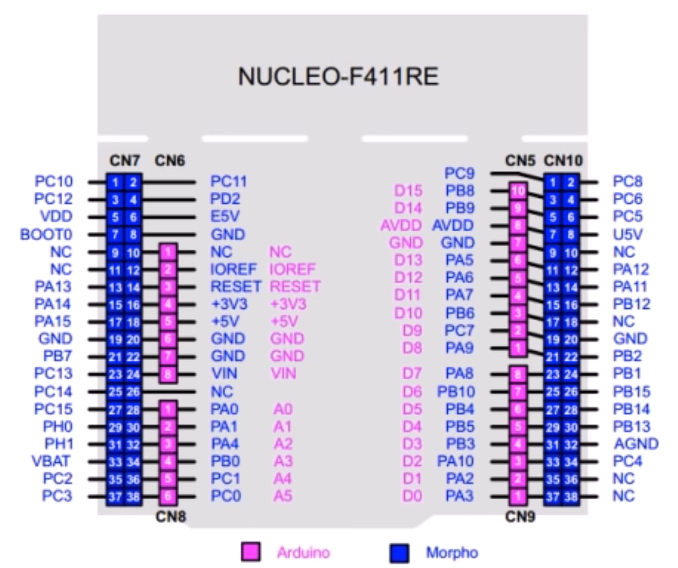 NUCLEO-F411RE
CN7 CN6 CN5 CN10
PC9
PC10 1 2 PC11 1 2 PC8
PC12 3 4 PD2 D15 PB8 10 3 4 PC6
VDD 5 6 E5V D14 PB9 9 5 6 PC5
BOOT0 7 8 GND AVDD AVDD 8 7 8 U5V
NC 9 10 1 NC NC GND GND 7 9 10 NC
NC 11 12 2 IOREF IOREF D13 PA5 6 11 12 PA12
PA13 13 14 3 RESET RESET D12 PA6 5 13 14 PA11
PA14 15 16 4 +3V3 +3V3 D11 PA7 4 15 16 PB12
PA15 17 18 5 +5V +5V D10 PB6 3 17 18 NC
GND 19 20 6 GND GND D9 PC7 2 19 20 GND
PB7 21 22 7 GND GND D8 PA9 1 21 22 PB2
PC13 23 24 8 VIN VIN D7 PA8 8 23 24 PB1
PC14 25 26 NC D6 PB10 7 25 26 PB15
PC15 27 28 1 PA0 A0 D5 PB4 6 27 28 PB14
PH0 29 30 2 PA1 A1 D4 PB5 5 29 30 PB13
PH1 31 32 3 PA4 A2 D3 PB3 4 31 32 AGND
VBAT 33 34 4 PB0 A3 D2 PA10 3 33 34 PC4
PC2 35 36 5 PC1 A4 D1 PA2 2 35 36 NC
PC3 37 38 6 PC0 A5 D0 PA3 1 37 38 NC
CN8 CN9
Arduino Morpho